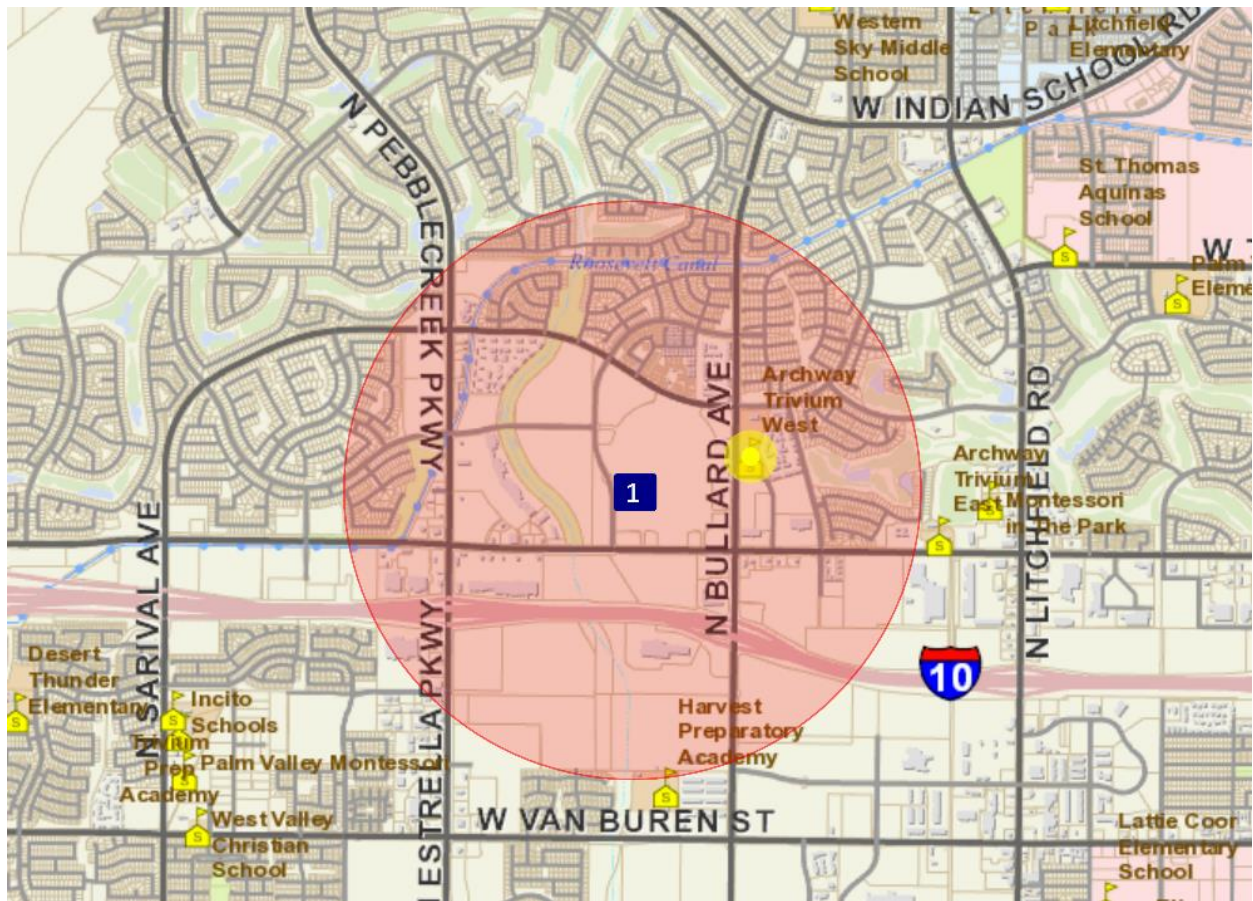 Western
Sky Middle
School
Litchfield
Park
Litchfield
Elementary
W INDIAN SCHOOL RD
N PEBBLECREEK PKWY
St. Thomas
Aquinas
School
W
Palm
Eleme
Roosevelt Canal
Archway
Trivium
West
N BULLARD AVE
N LITCHFIELD RD
Archway
Trivium
East
Montessori
in The Park
1
N SARIVAL AVE
N ESTRELLA PKWY
10
Desert
Thunder
Elementary
Incito
Schools
Trivium
Prep
Academy
Palm Valley Montessori
Harvest
Preparatory
Academy
W VAN BUREN ST
West Valley
Christian
School
Lattie Coor
Elementary
School
S
S
S
S
S
S
S
S
S
S